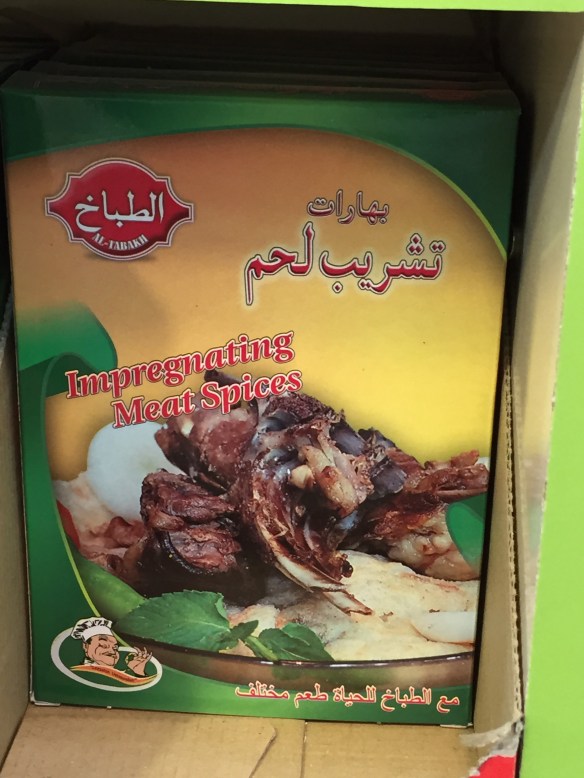 الطباخ
AL-TABAKH
بهارات
تشريب لحم
Impregnating
Meat Spices
مع الطباخ للحياة طعم مختلف